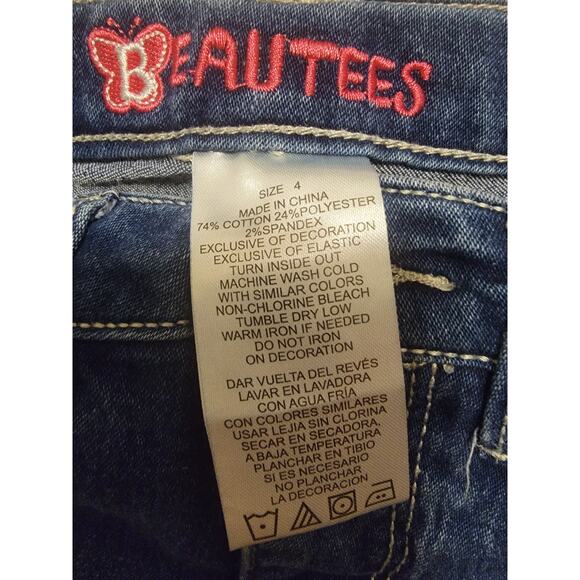 BEAUTEES
SIZE 4
MADE IN CHINA
74% COTTON 24%POLYESTER
2%SPANDEX
EXCLUSIVE OF DECORATION
EXCLUSIVE OF ELASTIC
TURN INSIDE OUT
MACHINE WASH COLD
WITH SIMILAR COLORS
NON-CHLORINE BLEACH
TUMBLE DRY LOW
WARM IRON IF NEEDED
DO NOT IRON
ON DECORATION
DAR VUELTA DEL REVÉS
LAVAR EN LAVADORA
CON AGUA FRÍA
CON COLORES SIMILARES
USAR LEJIA SIN CLORINA
SECAR EN SECADORA,
A BAJA TEMPERATURA
PLANCHAR EN TIBIO
SI ES NECESARIO
NO PLANCHAR
LA DECORACIÓN